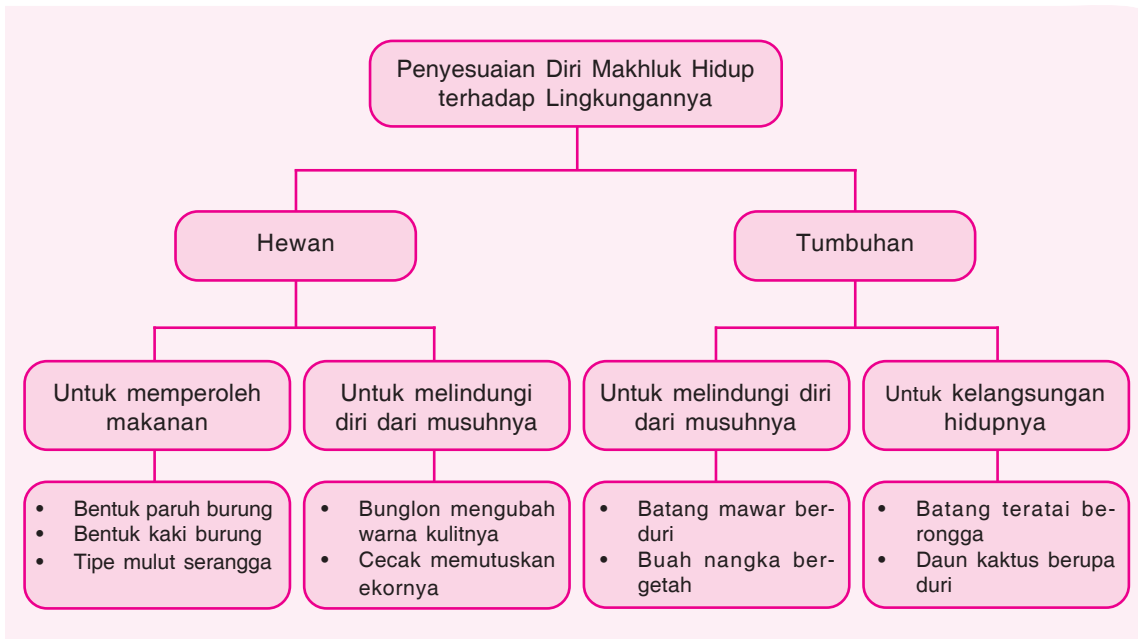 Penyesuaian Diri Makhluk Hidup
terhadap Lingkungannya
Hewan
Tumbuhan
Untuk memperoleh
makanan
Untuk melindungi
diri dari musuhnya
Untuk melindungi diri
dari musuhnya
Untuk kelangsungan
hidupnya
• Bentuk paruh burung
• Bentuk kaki burung
• Tipe mulut serangga
• Bunglon mengubah
warna kulitnya
• Cecak memutuskan
ekornya
• Batang mawar ber-
duri
• Buah nangka ber-
getah
• Batang teratai be-
rongga
• Daun kaktus berupa
duri